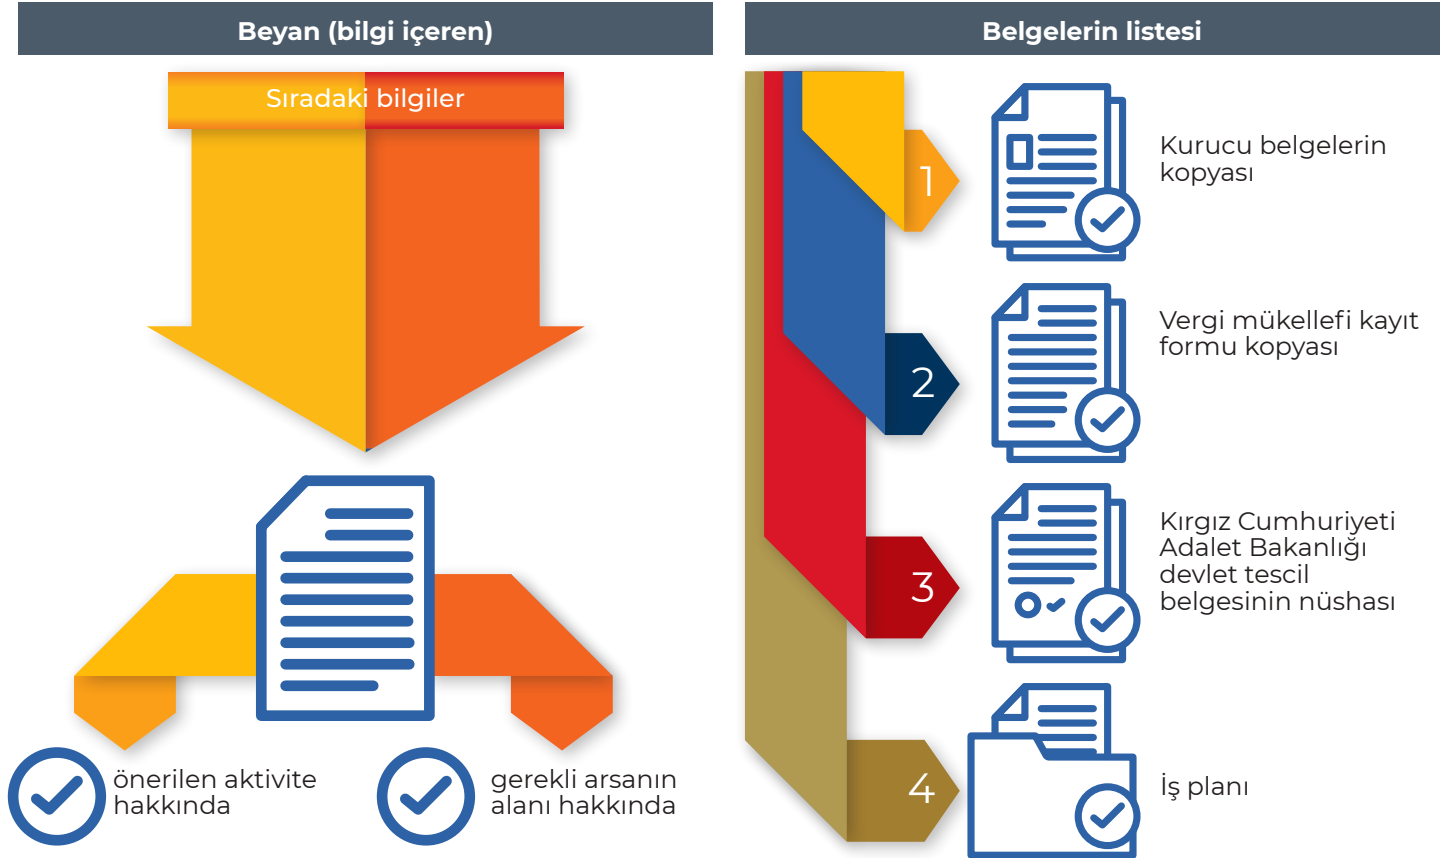 Beyan (bilgi içeren)
Sıradaki bilgiler
önerilen aktivite
hakkında
gerekli arsanın
alanı hakkında
Belgelerin listesi
1
Kurucu belgelerin
kopyası
2
Vergi mükellefi kayıt
formu kopyası
3
Kırgız Cumhuriyeti
Adalet Bakanlığı
devlet tescil
belgesinin nüshası
4
İş planı